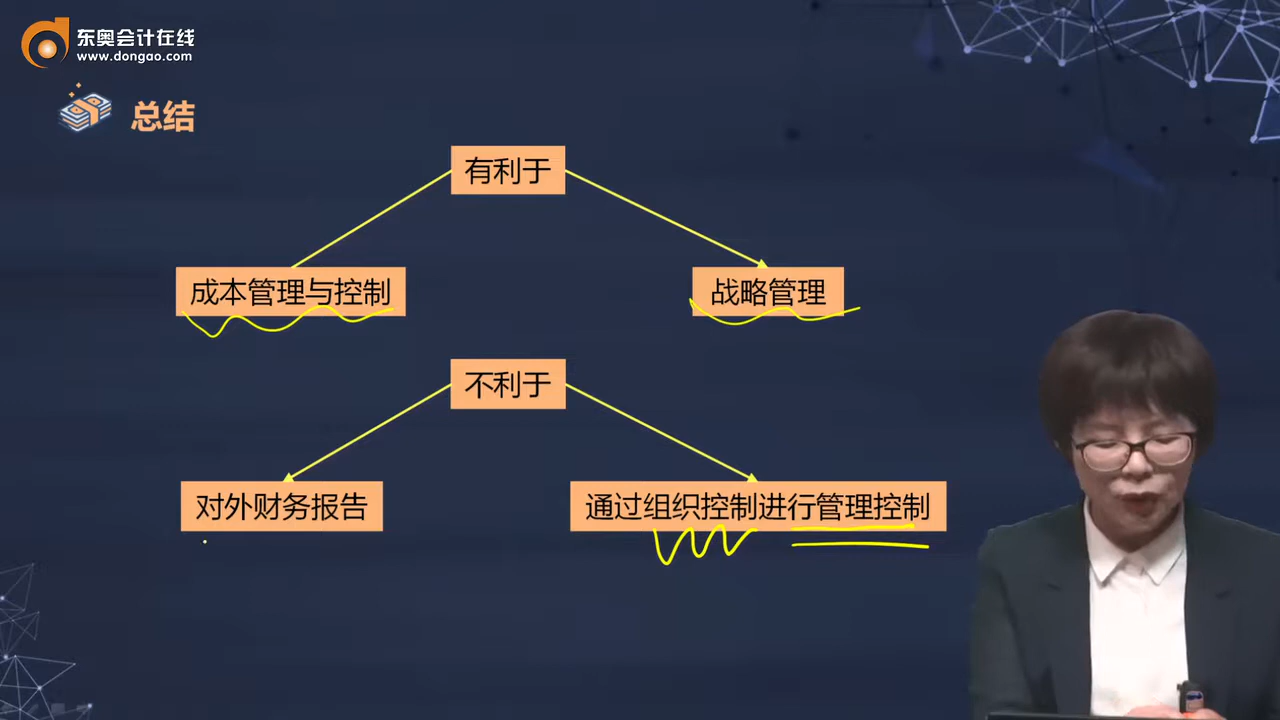 东奥会计在线
www.dongao.com
总结
有利于
成本管理与控制
战略管理
不利于
对外财务报告
通过组织控制进行管理控制